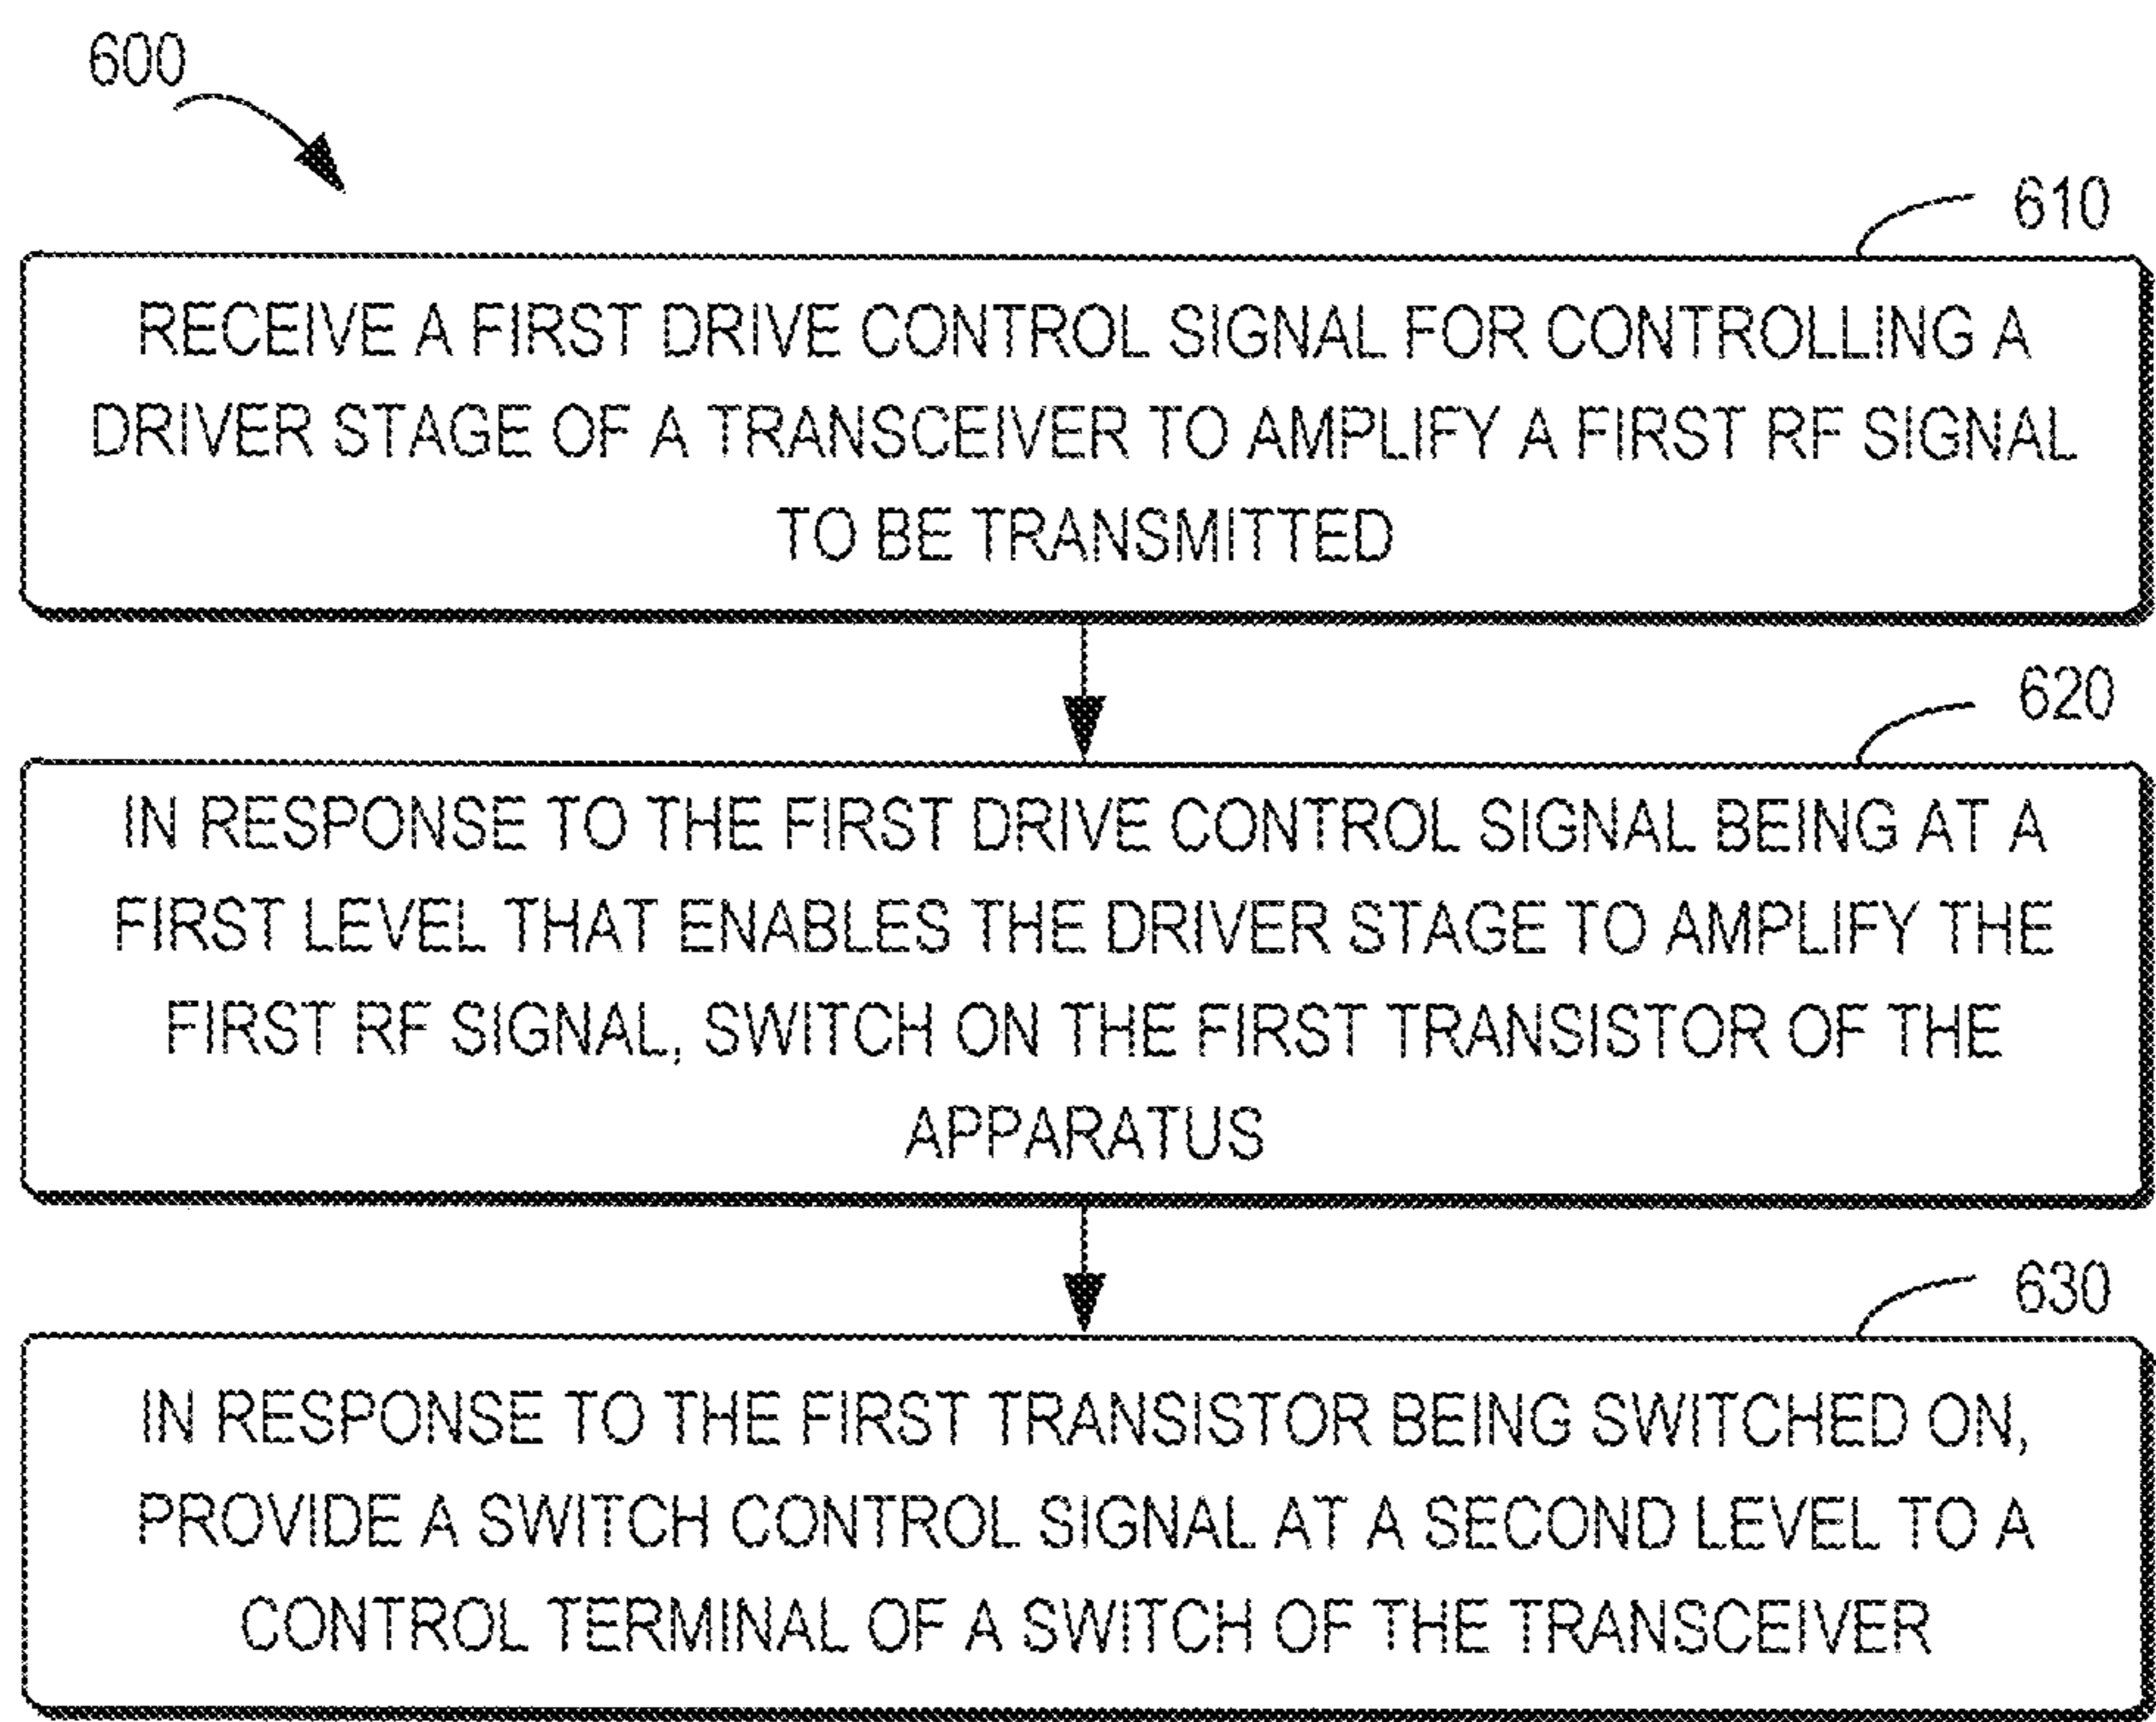 600
610
RECEIVE A FIRST DRIVE CONTROL SIGNAL FOR CONTROLLING A
DRIVER STAGE OF A TRANSCEIVER TO AMPLIFY A FIRST RF SIGNAL
TO BE TRANSMITTED
620
IN RESPONSE TO THE FIRST DRIVE CONTROL SIGNAL BEING AT A
FIRST LEVEL THAT ENABLES THE DRIVER STAGE TO AMPLIFY THE
FIRST RF SIGNAL, SWITCH ON THE FIRST TRANSISTOR OF THE
APPARATUS
630
IN RESPONSE TO THE FIRST TRANSISTOR BEING SWITCHED ON,
PROVIDE A SWITCH CONTROL SIGNAL AT A SECOND LEVEL TO A
CONTROL TERMINAL OF A SWITCH OF THE TRANSCEIVER